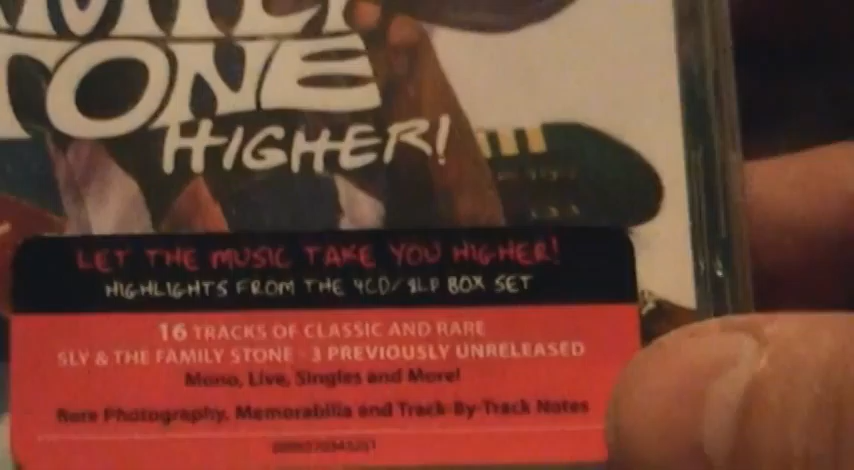 TONE
HIGHER!
LET THE MUSIC TAKE YOU HIGHER!
HIGHLIGHTS FROM THE 4CD/8LP BOX SET
16 TRACKS OF CLASSIC AND RARE
SLY & THE FAMILY STONE - 3 PREVIOUSLY UNRELEASED
Mono, Live, Singles and More!
Rare Photography, Memorabilia and Track-By-Track Notes